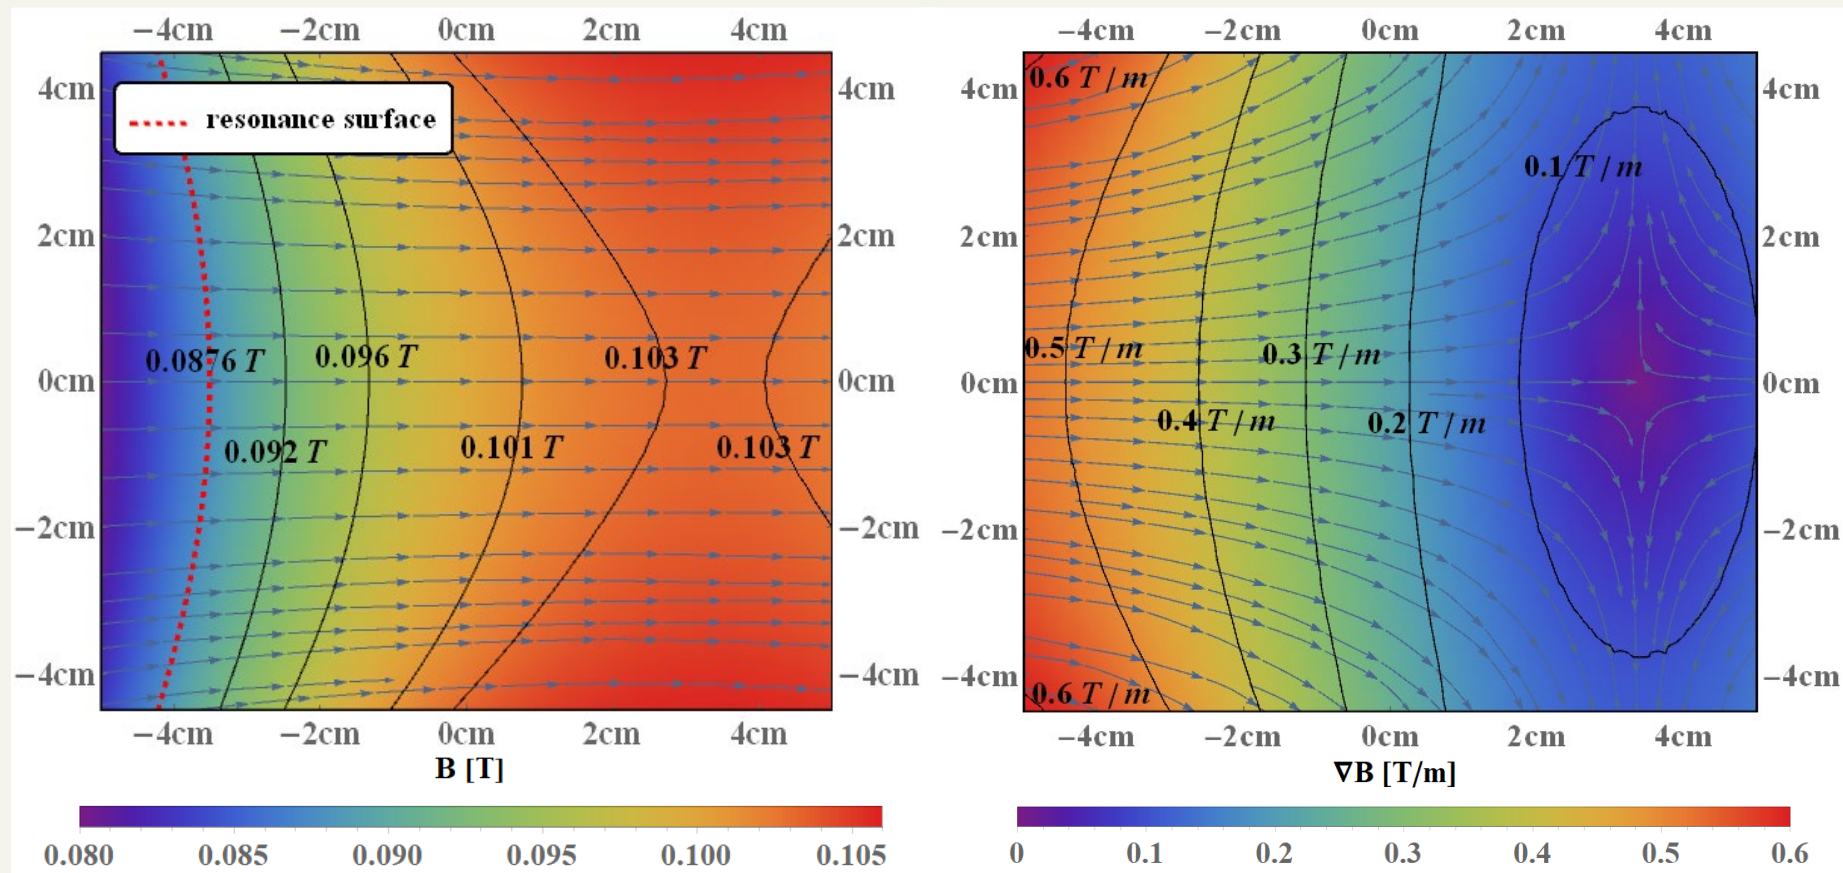 −4cm −2cm 0cm 2cm 4cm
4cm 4cm
resonance surface
2cm 2cm
0.0876 T 0.096 T 0.103 T
0cm 0cm
0.092 T 0.101 T 0.103 T
−2cm −2cm
−4cm −4cm
−4cm −2cm 0cm 2cm 4cm
B [T]
0.080 0.085 0.090 0.095 0.100 0.105
−4cm −2cm 0cm 2cm 4cm
0.6 T / m
4cm 4cm
0.1 T / m
2cm 2cm
0.5 T / m 0.3 T / m
0cm 0cm
0.4 T / m 0.2 T / m
−2cm −2cm
−4cm −4cm
0.6 T / m
−4cm −2cm 0cm 2cm 4cm
∇B [T/m]
0 0.1 0.2 0.3 0.4 0.5 0.6